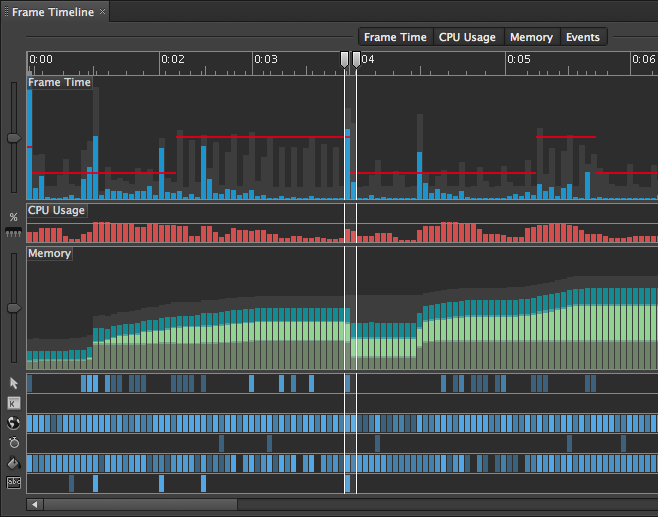 Frame Timeline ×
Frame Time CPU Usage Memory Events
0:00 0:02 0:03 :04 0:05 0:06
Frame Time
%
CPU Usage
Memory
K
abc